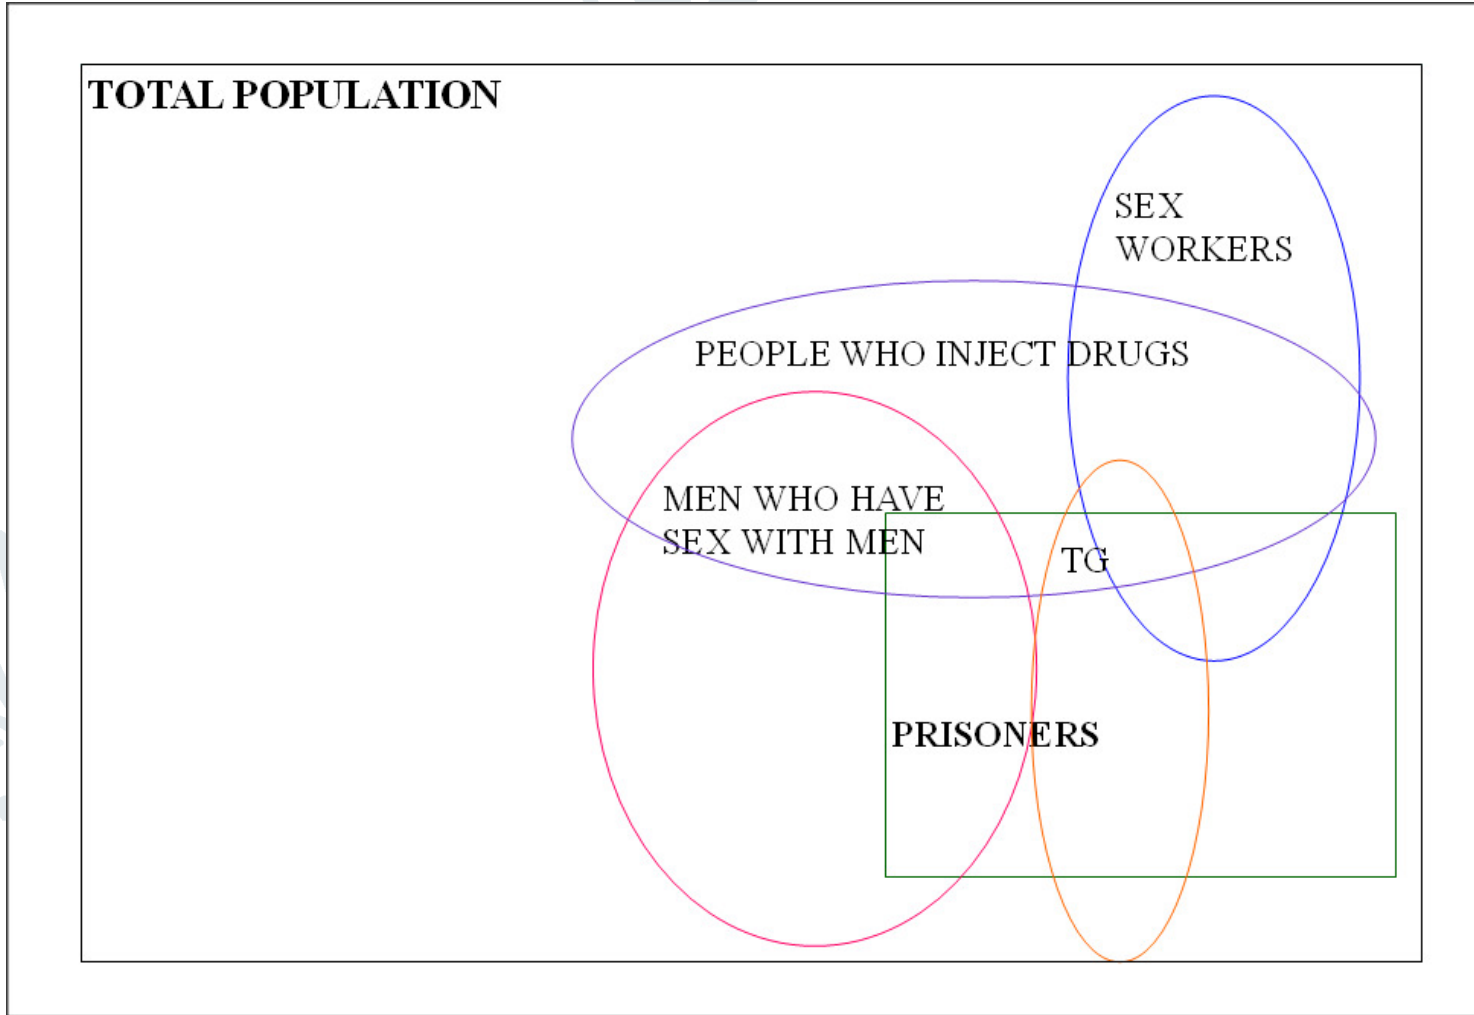 TOTAL POPULATION
SEX
WORKERS
PEOPLE WHO INJECT DRUGS
MEN WHO HAVE
SEX WITH MEN
TG
PRISONERS